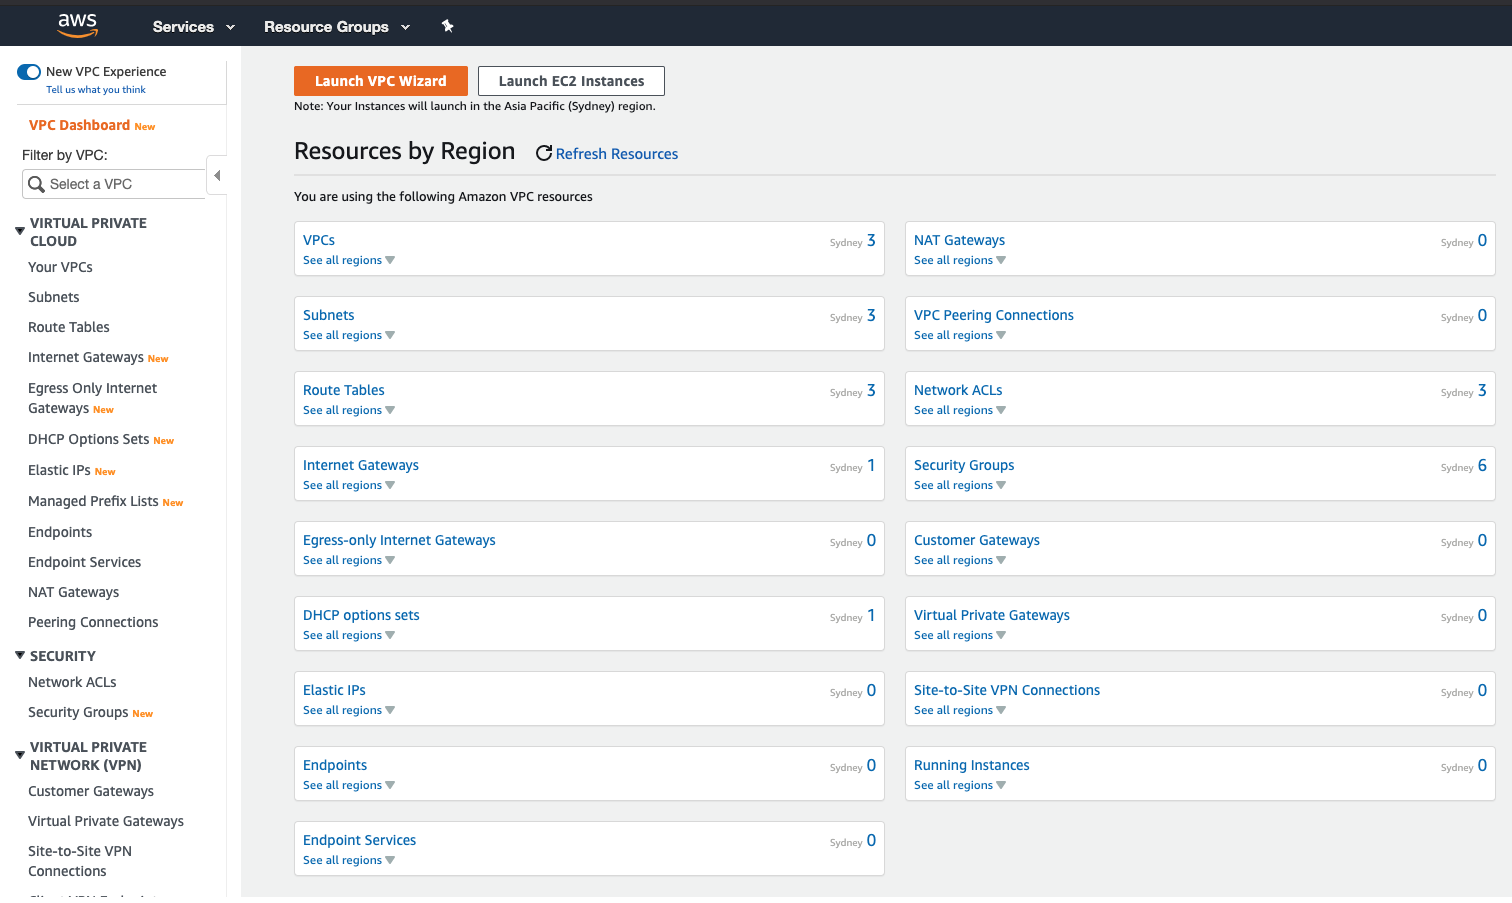 aws
Services
Resource Groups
New VPC Experience
Tell us what you think
VPC Dashboard New
Filter by VPC:
Select a VPC
VIRTUAL PRIVATE
CLOUD
Your VPCs
Subnets
Route Tables
Internet Gateways New
Egress Only Internet
Gateways New
DHCP Options Sets New
Elastic IPs New
Managed Prefix Lists New
Endpoints
Endpoint Services
NAT Gateways
Peering Connections
SECURITY
Network ACLs
Security Groups New
VIRTUAL PRIVATE
NETWORK (VPN)
Customer Gateways
Virtual Private Gateways
Site-to-Site VPN
Connections
Launch VPC Wizard
Launch EC2 Instances
Note: Your Instances will launch in the Asia Pacific (Sydney) region.
Resources by Region
Refresh Resources
You are using the following Amazon VPC resources
VPCs Sydney 3
See all regions
NAT Gateways Sydney 0
See all regions
Subnets Sydney 3
See all regions
VPC Peering Connections Sydney 0
See all regions
Route Tables Sydney 3
See all regions
Network ACLs Sydney 3
See all regions
Internet Gateways Sydney 1
See all regions
Security Groups Sydney 6
See all regions
Egress-only Internet Gateways Sydney 0
See all regions
Customer Gateways Sydney 0
See all regions
DHCP options sets Sydney 1
See all regions
Virtual Private Gateways Sydney 0
See all regions
Elastic IPs Sydney 0
See all regions
Site-to-Site VPN Connections Sydney 0
See all regions
Endpoints Sydney 0
See all regions
Running Instances Sydney 0
See all regions
Endpoint Services Sydney 0
See all regions